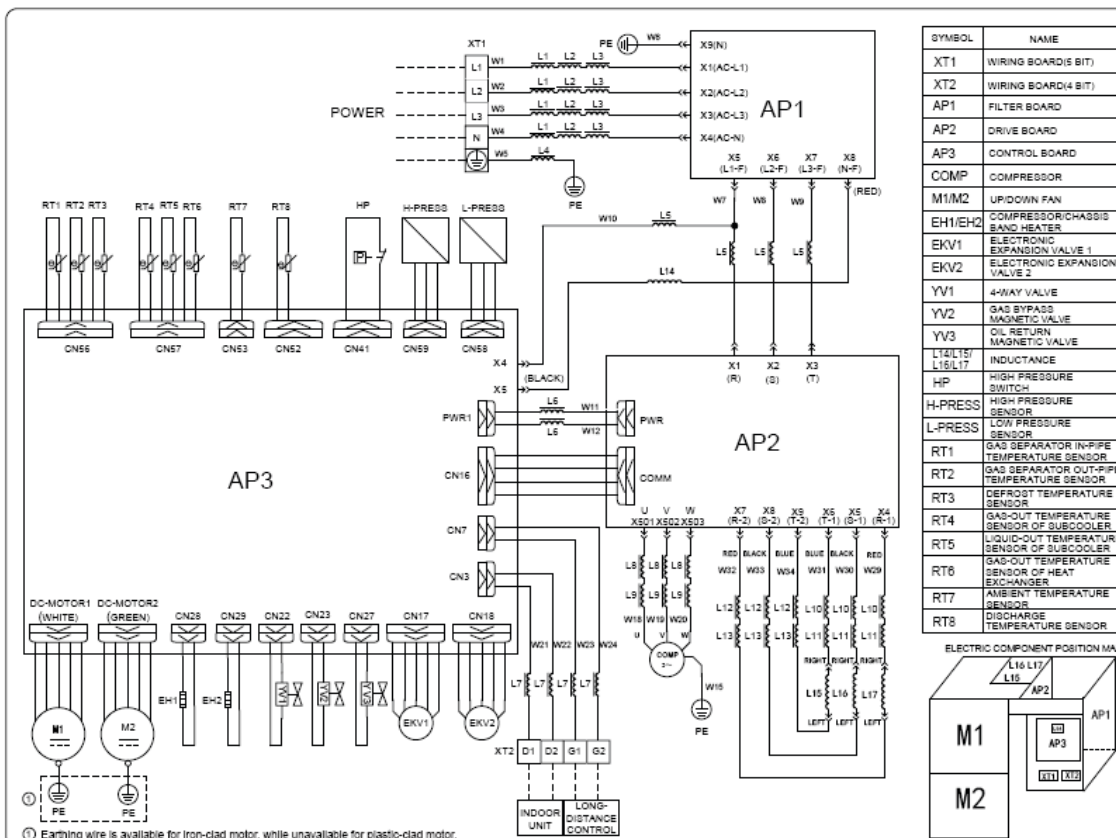 XT1
POWER
L1 W1 L1 L2 L3
L2 W2 L1 L2 L3
L3 W3 L1 L2 L3
N W4 L1 L2 L3
W5 L4
PE
PE W6 X9(N)
X1(AC-L1)
X2(AC-L2)
X3(AC-L3)
X4(AC-N)
AP1
X5 X6 X7 X8
(L1-F) (L2-F) (L3-F) (N-F)
(RED)
W7 W8 W9
W10 L5
L5 L5 L5
L14
RT1 RT2 RT3 RT4 RT5 RT6 RT7 RT8 HP H-PRESS L-PRESS
P
CN56 CN57 CN53 CN52 CN41 CN59 CN58
X4
(BLACK)
X5
X1 X2 X3
(R) (S) (T)
PWR1 L6 W11 PWR
L6 W12
AP3
AP2
CN16 COMM
CN7
CN3
U V W
X501 X502 X503
X7 X8 X9 X6 X5 X4
(R-2) (S-2) (T-2) (T-1) (S-1) (R-1)
RED BLACK BLUE BLUE BLACK RED
W32 W33 W34 W31 W30 W29
L8 L8 L8
L9 L9 L9
W18 W19 W20
U V W
COMP
3~
W15
PE
L12 L12 L12 L10 L10 L10
L13 L13 L13 L11 L11 L11
RIGHT RIGHT RIGHT
L15 L16 L17
LEFT LEFT LEFT
DC-MOTOR1 DC-MOTOR2
(WHITE) (GREEN)
CN28 CN29 CN22 CN23 CN27 CN17 CN18
W21 W22 W23 W24
L7 L7 L7 L7
M1 M2 EH1 EH2 YV1 YV2 YV3 EKV1 EKV2
XT2 D1 D2 G1 G2
INDOOR
UNIT
LONG-
DISTANCE
CONTROL
1 PE PE
1 Earthing wire is available for iron-clad motor, while unavailable for plastic-clad motor.
SYMBOL NAME
XT1 WIRING BOARD(5 BIT)
XT2 WIRING BOARD(4 BIT)
AP1 FILTER BOARD
AP2 DRIVE BOARD
AP3 CONTROL BOARD
COMP COMPRESSOR
M1/M2 UP/DOWN FAN
EH1/EH2 COMPRESSOR/CHASSIS
BAND HEATER
EKV1 ELECTRONIC
EXPANSION VALVE 1
EKV2 ELECTRONIC EXPANSION
VALVE 2
YV1 4-WAY VALVE
YV2 GAS BYPASS
MAGNETIC VALVE
YV3 OIL RETURN
MAGNETIC VALVE
L14/L15/
L16/L17 INDUCTANCE
HP HIGH PRESSURE
SWITCH
H-PRESS HIGH PRESSURE
SENSOR
L-PRESS LOW PRESSURE
SENSOR
RT1 GAS SEPARATOR IN-PIPE
TEMPERATURE SENSOR
RT2 GAS SEPARATOR OUT-PIPE
TEMPERATURE SENSOR
RT3 DEFROST TEMPERATURE
SENSOR
RT4 GAS-OUT TEMPERATURE
SENSOR OF SUBCOOLER
RT5 LIQUID-OUT TEMPERATURE
SENSOR OF SUBCOOLER
RT6 GAS-OUT TEMPERATURE
SENSOR OF HEAT
EXCHANGER
RT7 AMBIENT TEMPERATURE
SENSOR
RT8 DISCHARGE
TEMPERATURE SENSOR
ELECTRIC COMPONENT POSITION MA
L16 L17
L15
AP2
AP1
M1
AP3
XT1 XT2
M2